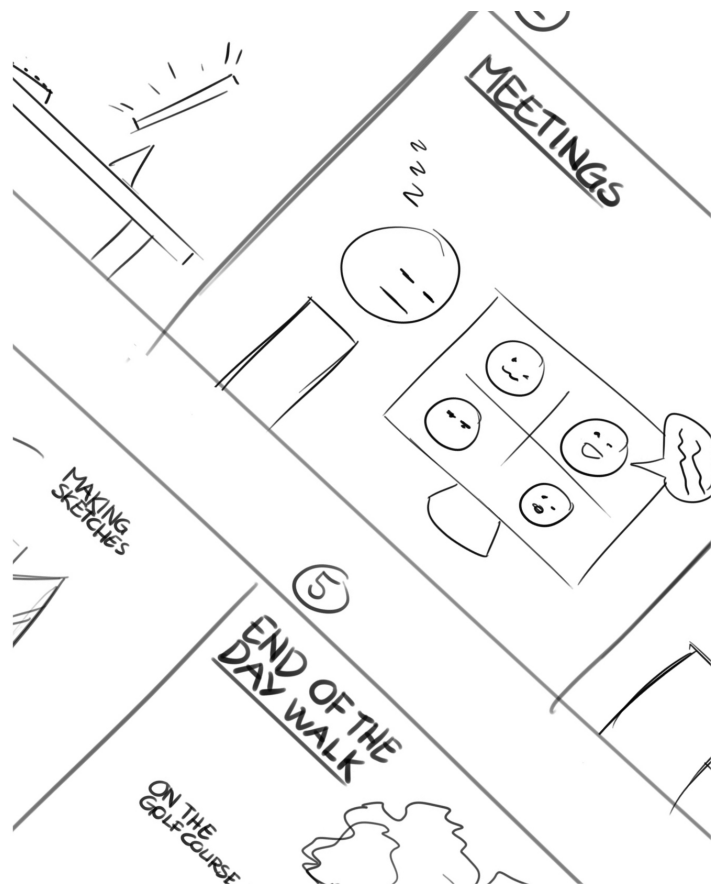 MEETINGS
z z z
MAKING
SKETCHES
5
END OF THE
DAY WALK
ON THE
GOLF COURSE